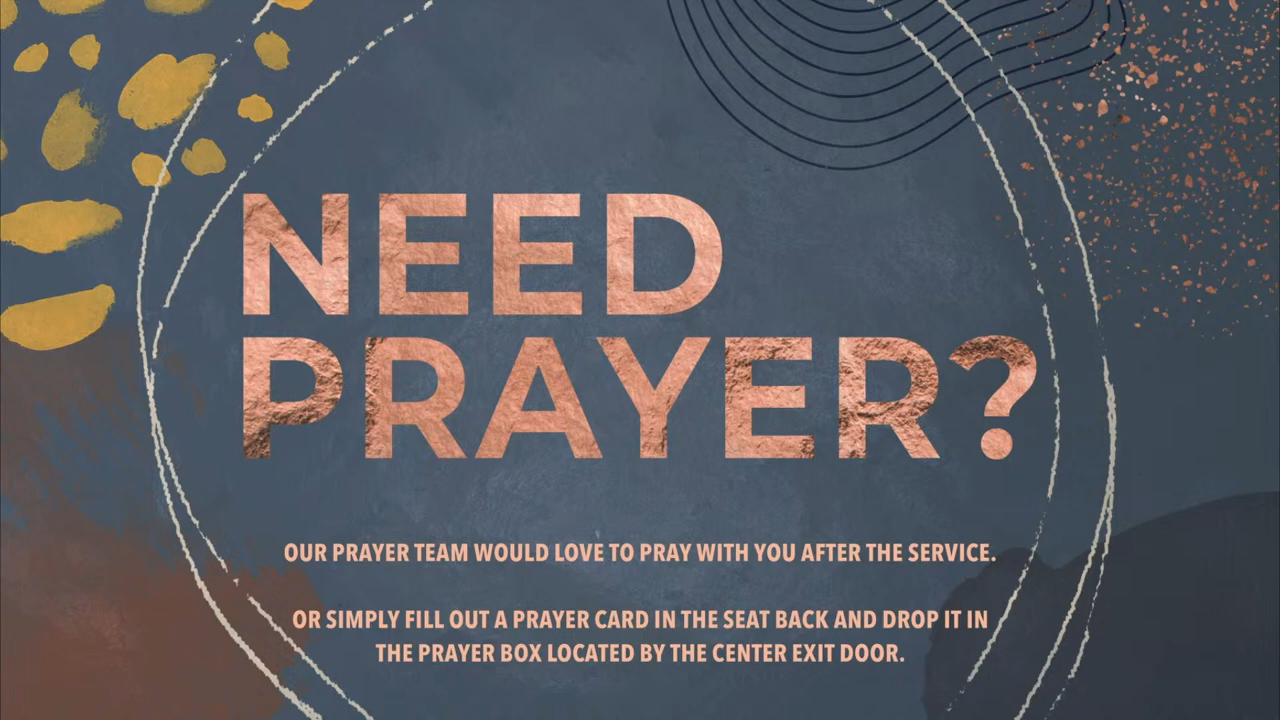 NEED
PRAYER?
OUR PRAYER TEAM WOULD LOVE TO PRAY WITH YOU AFTER THE SERVICE.
OR SIMPLY FILL OUT A PRAYER CARD IN THE SEAT BACK AND DROP IT IN
THE PRAYER BOX LOCATED BY THE CENTER EXIT DOOR.